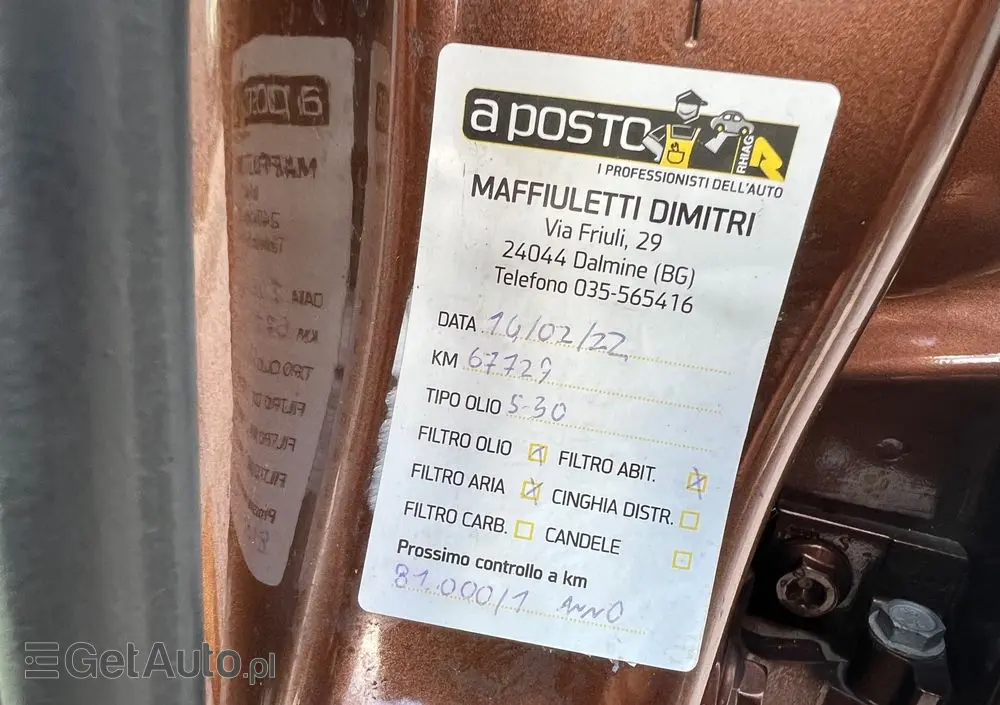 a POSTO
RHIAG
I PROFESSIONISTI DELL'AUTO
MAFFIULETTI DIMITRI
Via Friuli, 29
24044 Dalmine (BG)
Telefono 035-565416
DATA 14/02/22
KM 67729
TIPO OLIO 5-30
FILTRO OLIO FILTRO ABIT.
FILTRO ARIA CINGHIA DISTR.
FILTRO CARB. CANDELE
Prossimo controllo a km
81.000/1 ANNO
GetAuto.pl